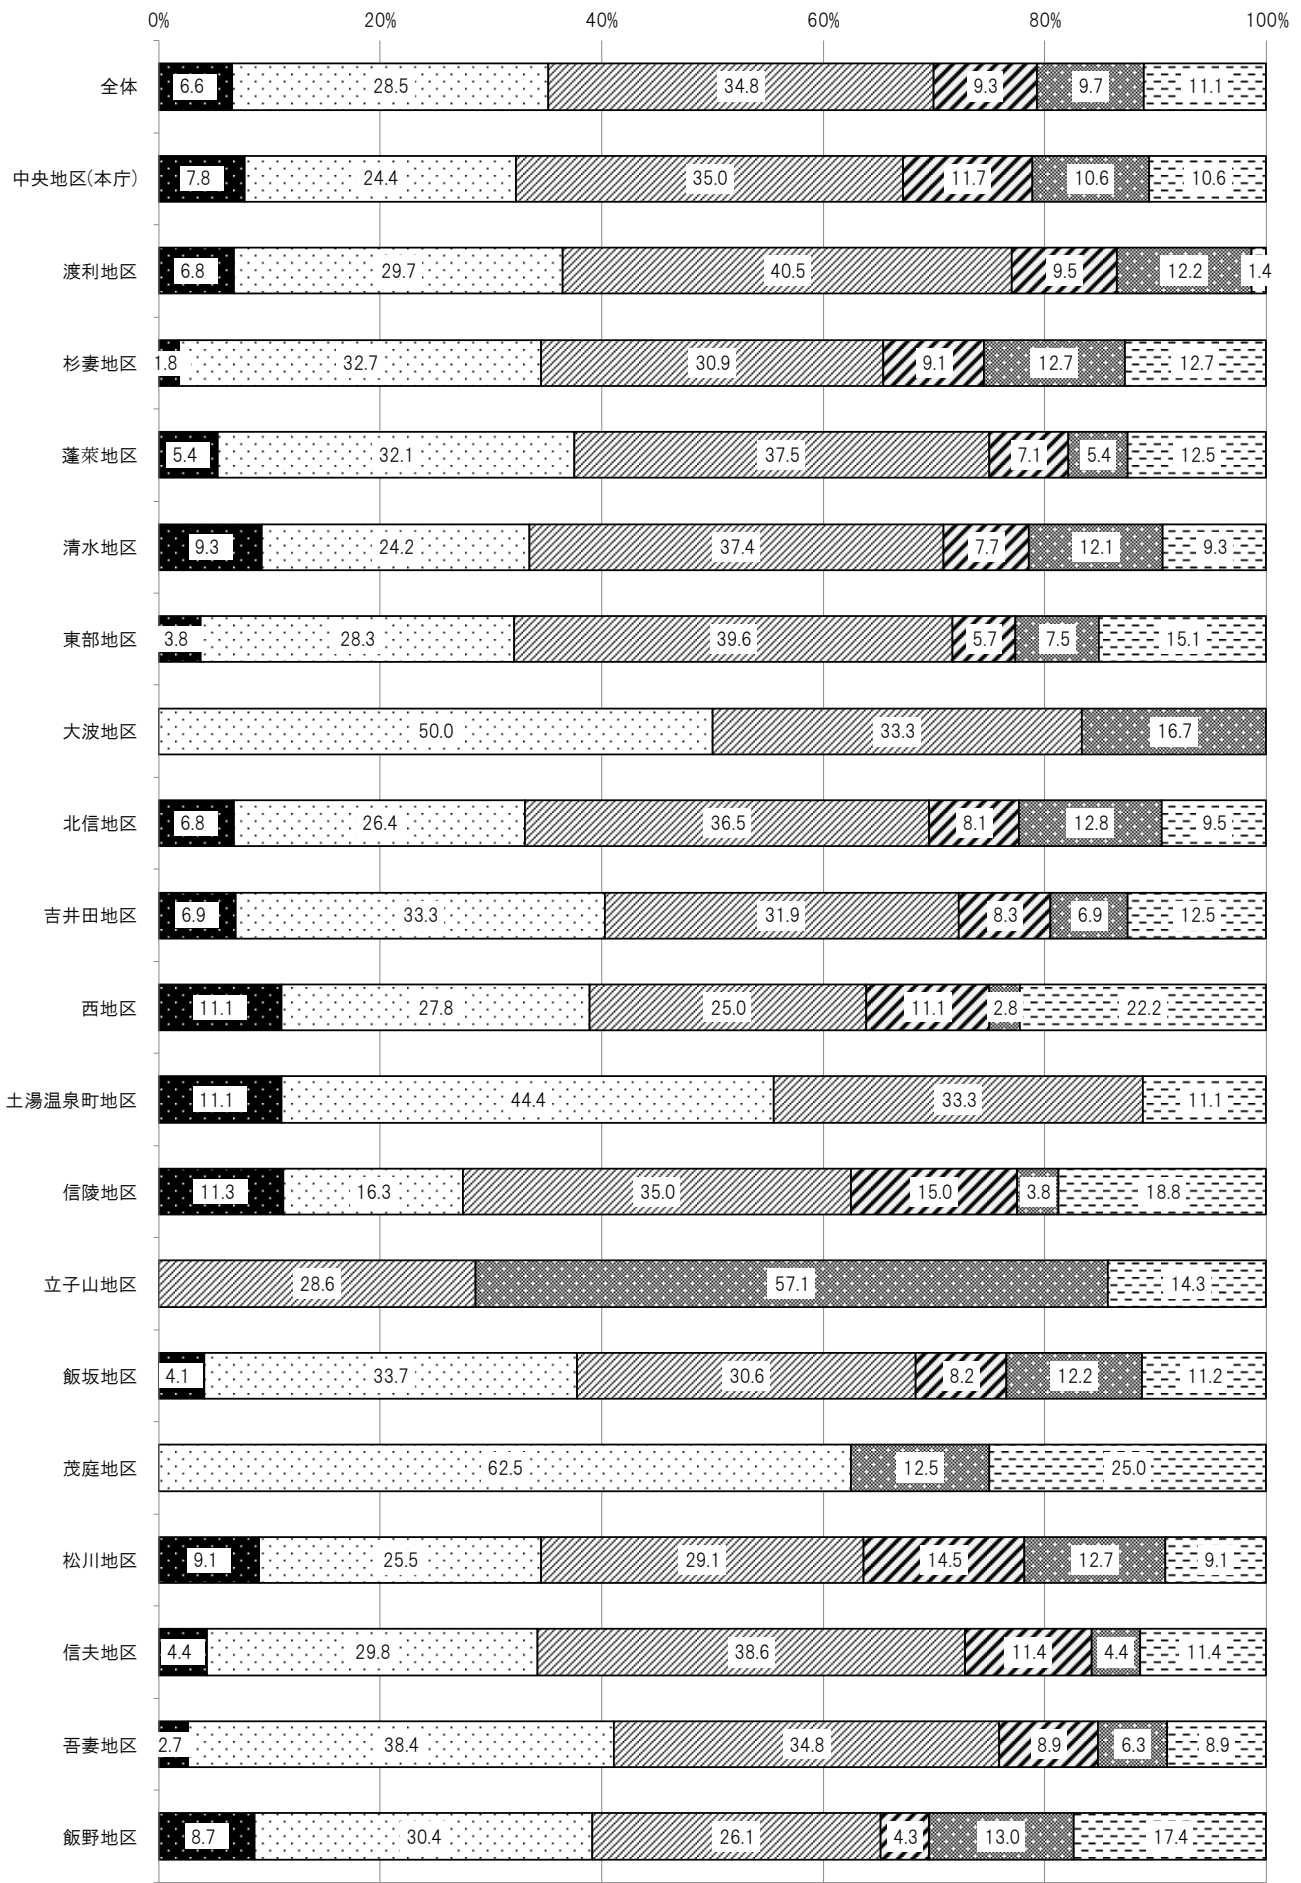 0% 20% 40% 60% 80% 100%
全体 6.6 28.5 34.8 9.3 9.7 11.1
中央地区(本庁) 7.8 24.4 35.0 11.7 10.6 10.6
渡利地区 6.8 29.7 40.5 9.5 12.2 1.4
杉妻地区 1.8 32.7 30.9 9.1 12.7 12.7
蓬萊地区 5.4 32.1 37.5 7.1 5.4 12.5
清水地区 9.3 24.2 37.4 7.7 12.1 9.3
東部地区 3.8 28.3 39.6 5.7 7.5 15.1
大波地区 50.0 33.3 16.7
北信地区 6.8 26.4 36.5 8.1 12.8 9.5
吉井田地区 6.9 33.3 31.9 8.3 6.9 12.5
西地区 11.1 27.8 25.0 11.1 2.8 22.2
土湯温泉町地区 11.1 44.4 33.3 11.1
信陵地区 11.3 16.3 35.0 15.0 3.8 18.8
立子山地区 28.6 57.1 14.3
飯坂地区 4.1 33.7 30.6 8.2 12.2 11.2
茂庭地区 62.5 12.5 25.0
松川地区 9.1 25.5 29.1 14.5 12.7 9.1
信夫地区 4.4 29.8 38.6 11.4 4.4 11.4
吾妻地区 2.7 38.4 34.8 8.9 6.3 8.9
飯野地区 8.7 30.4 26.1 4.3 13.0 17.4